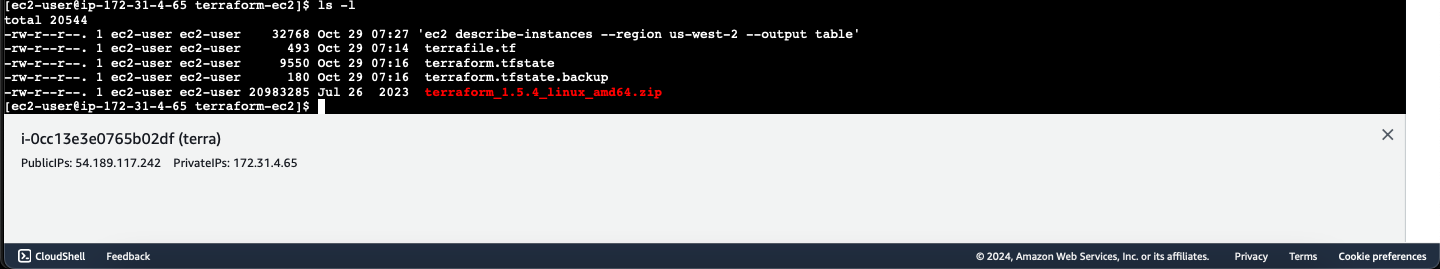 [ec2-user@ip-172-31-4-65 terraform-ec2]$ ls -l
total 20544
-rw-r--r--. 1 ec2-user ec2-user    32768 Oct 29 07:27 'ec2 describe-instances --region us-west-2 --output table'
-rw-r--r--. 1 ec2-user ec2-user      493 Oct 29 07:14  terrafile.tf
-rw-r--r--. 1 ec2-user ec2-user     9550 Oct 29 07:16  terraform.tfstate
-rw-r--r--. 1 ec2-user ec2-user      180 Oct 29 07:16  terraform.tfstate.backup
-rw-r--r--. 1 ec2-user ec2-user 20983285 Jul 26  2023  terraform_1.5.4_linux_amd64.zip
[ec2-user@ip-172-31-4-65 terraform-ec2]$
i-0cc13e3e0765b02df (terra)
PublicIPs: 54.189.117.242 PrivateIPs: 172.31.4.65
CloudShell Feedback © 2024, Amazon Web Services, Inc. or its affiliates. Privacy Terms Cookie preferences